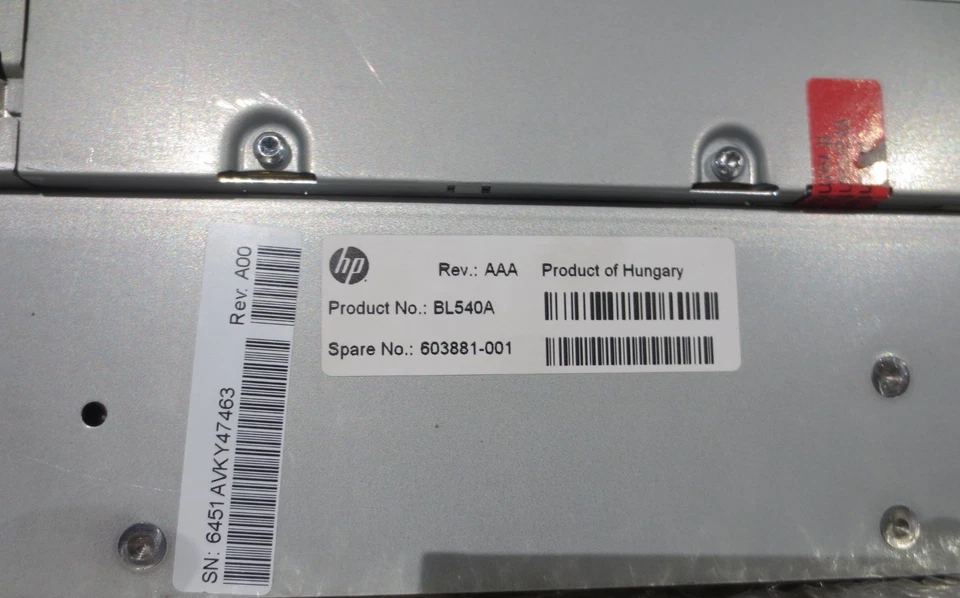 hp
Rev.: AAA Product of Hungary
Product No.: BL540A
Spare No.: 603881-001
SN: 6451AVKY47463 Rev: A00